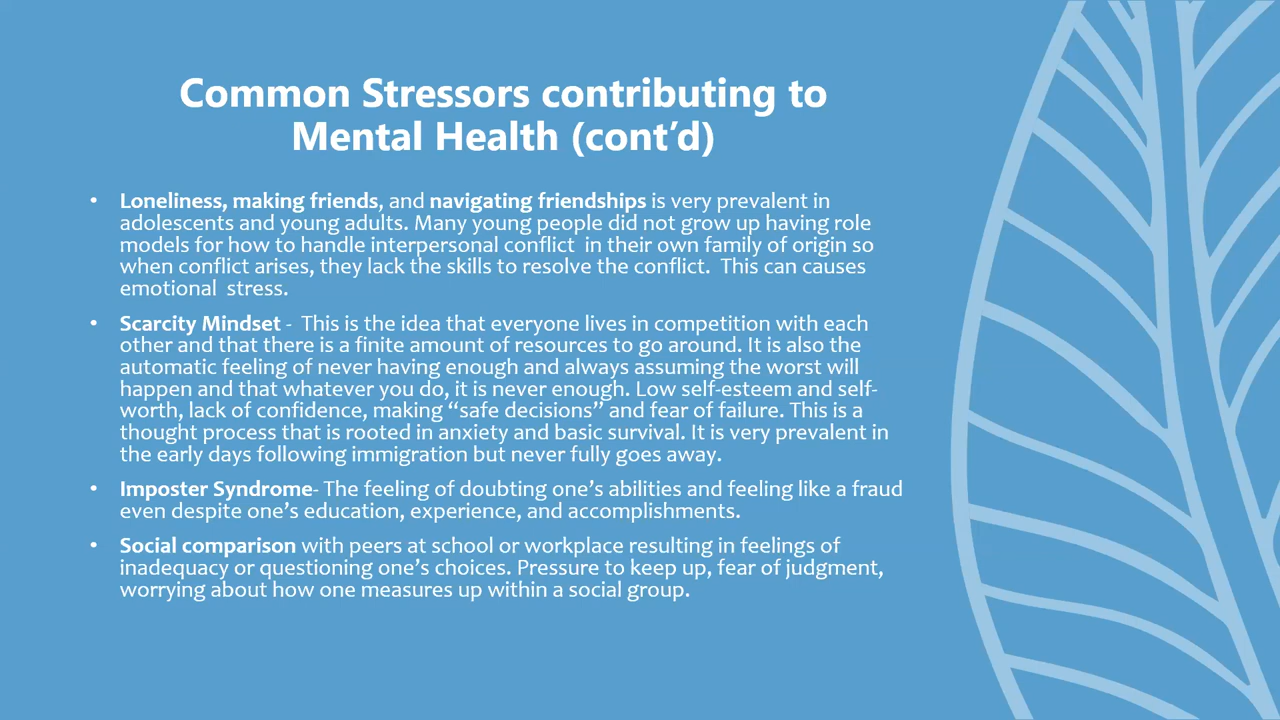 Common Stressors contributing to
Mental Health (cont’d)
• Loneliness, making friends, and navigating friendships is very prevalent in
adolescents and young adults. Many young people did not grow up having role
models for how to handle interpersonal conflict in their own family of origin so
when conflict arises, they lack the skills to resolve the conflict. This can causes
emotional stress.
• Scarcity Mindset - This is the idea that everyone lives in competition with each
other and that there is a finite amount of resources to go around. It is also the
automatic feeling of never having enough and always assuming the worst will
happen and that whatever you do, it is never enough. Low self-esteem and self-
worth, lack of confidence, making “safe decisions” and fear of failure. This is a
thought process that is rooted in anxiety and basic survival. It is very prevalent in
the early days following immigration but never fully goes away.
• Imposter Syndrome- The feeling of doubting one’s abilities and feeling like a fraud
even despite one’s education, experience, and accomplishments.
• Social comparison with peers at school or workplace resulting in feelings of
inadequacy or questioning one’s choices. Pressure to keep up, fear of judgment,
worrying about how one measures up within a social group.